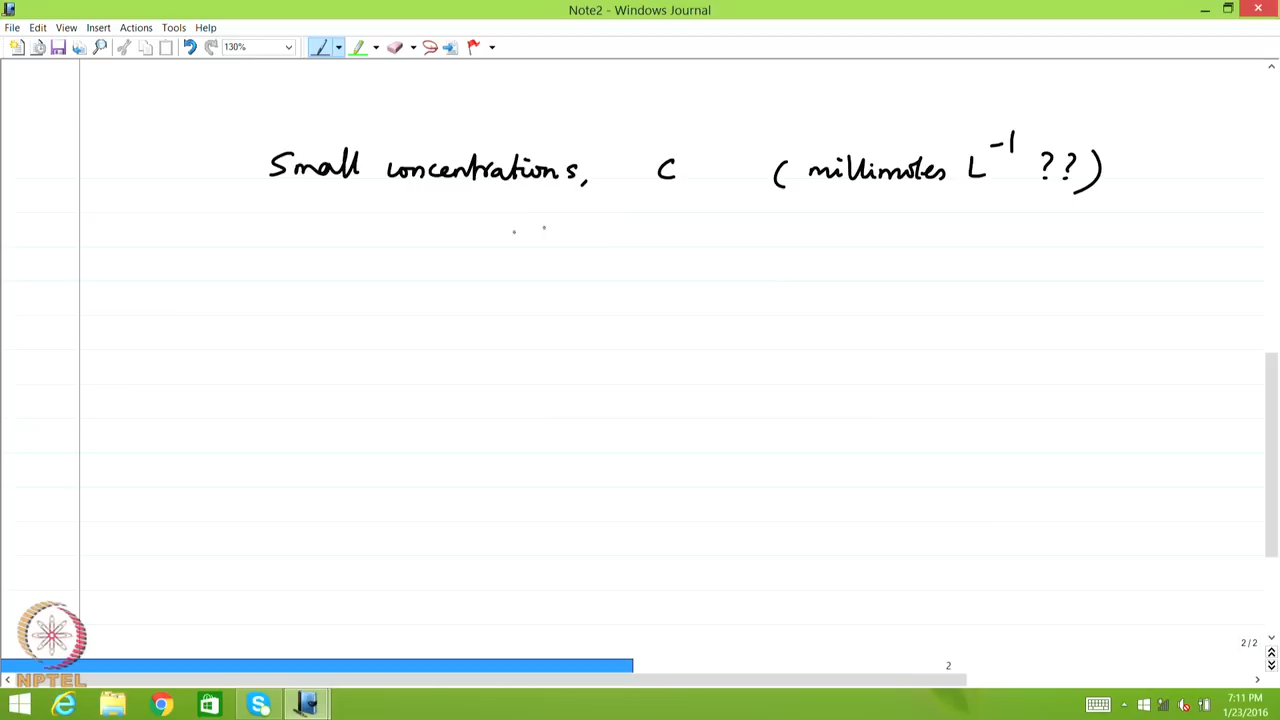 Note2 - Windows Journal
File Edit View Insert Actions Tools Help
130%
Small concentrations, C ( millimoles L⁻¹ ??)
2/2
2
NPTEL
7:11 PM
1/23/2016